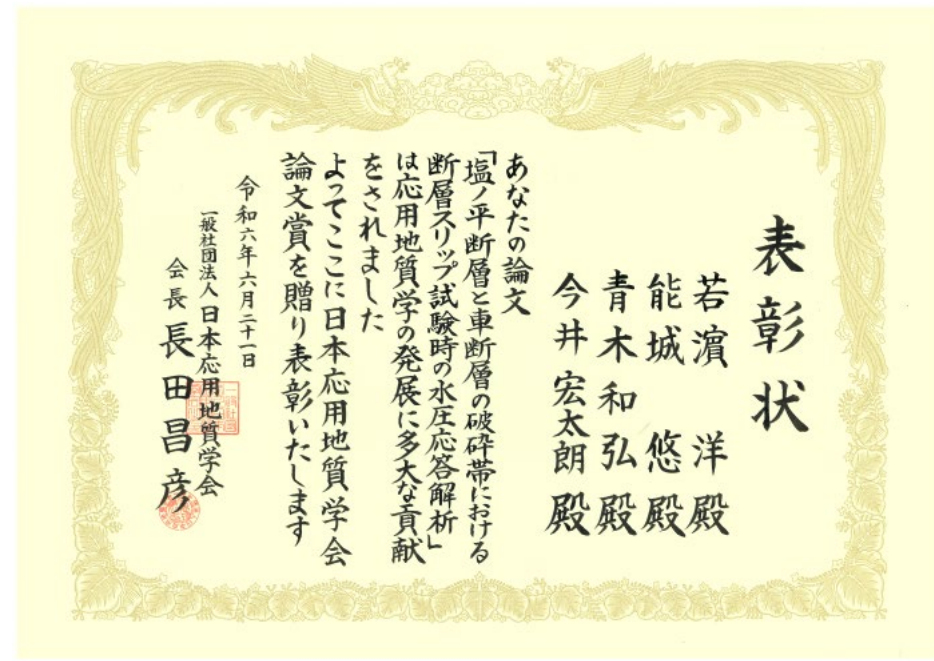 表彰状
若濵 洋殿
能城 悠殿
青木和弘殿
今井宏太朗殿
あなたの論文
「塩ノ平断層と車断層の破砕帯における
断層スリップ試験時の水圧応答解析」
は応用地質学の発展に多大な貢献
をされました
よってここに日本応用地質学会
論文賞を贈り表彰いたします
令和六年六月二十一日
一般社団法人日本応用地質学会
会長 長田昌彦